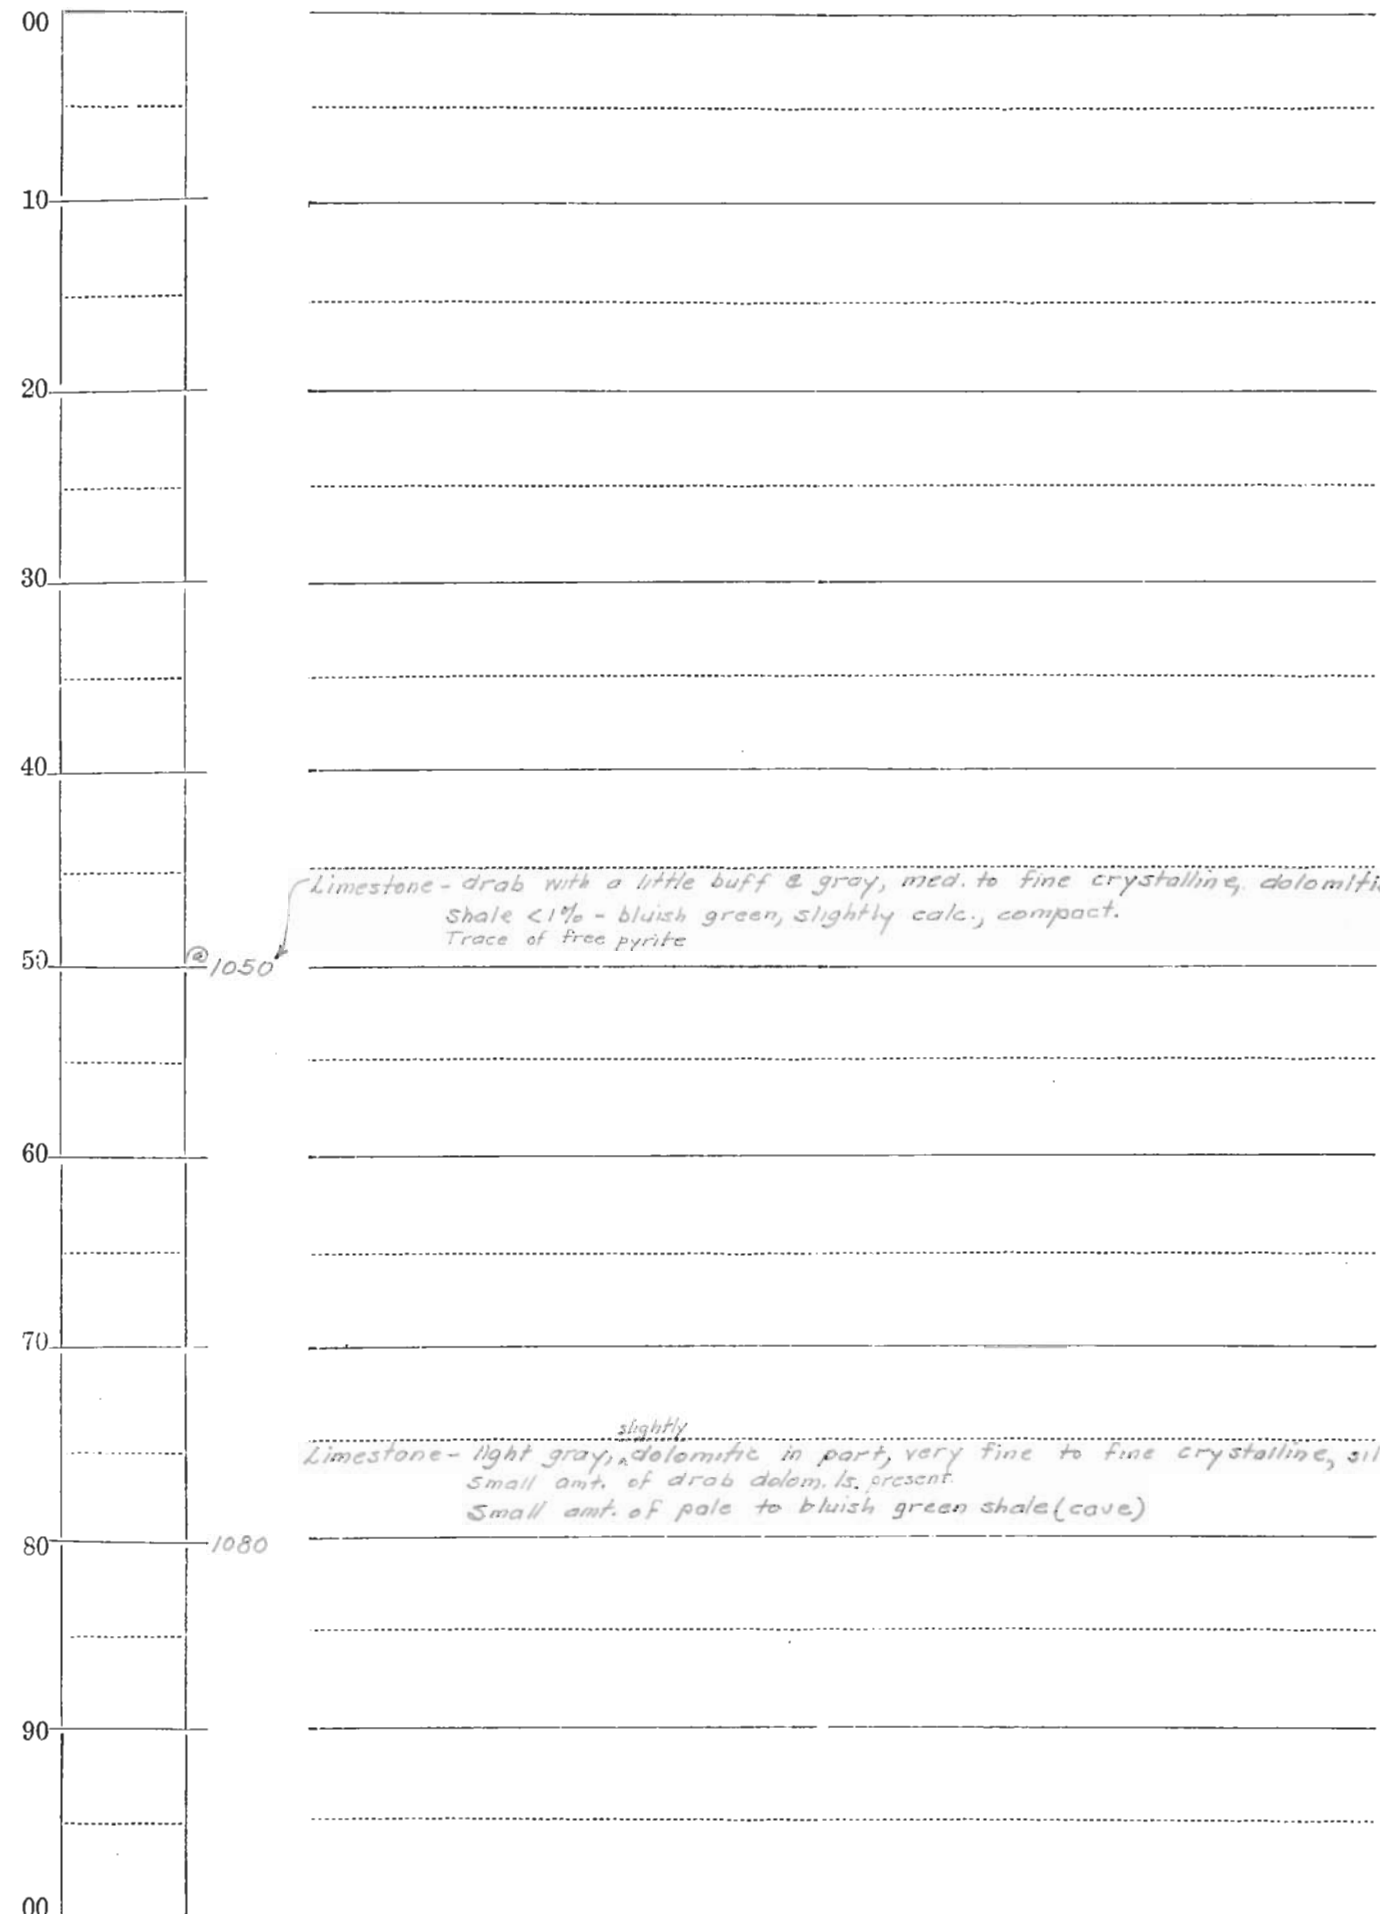 00
10
20
30
40
Limestone - drab with a little buff & gray, med. to fine crystalline, dolomitic
Shale <1% - bluish green, slightly calc., compact.
Trace of free pyrite
50 @ 1050
60
70
slightly
Limestone - light gray, ^ dolomitic in part, very fine to fine crystalline, sil
Small amt. of drab dolom. ls. present
Small amt. of pale to bluish green shale (cave)
80 1080
90
00